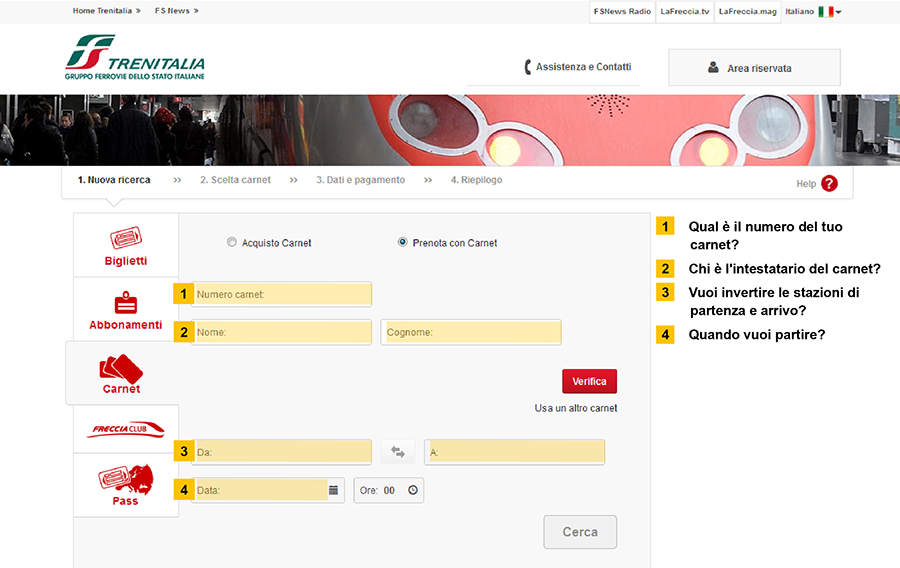 Home Trenitalia » FS News »
FSNews Radio LaFreccia.tv LaFreccia.mag Italiano
TRENITALIA
GRUPPO FERROVIE DELLO STATO ITALIANE
Assistenza e Contatti
Area riservata
1. Nuova ricerca » 2. Scelta carnet » 3. Dati e pagamento » 4. Riepilogo
Help ?
Biglietti
Abbonamenti
Carnet
FRECCIACLUB
Pass
Acquisto Carnet Prenota con Carnet
1 Numero carnet:
2 Nome: Cognome:
Verifica
Usa un altro carnet
3 Da: A:
4 Data: Ore: 00
Cerca
1 Qual è il numero del tuo
carnet?
2 Chi è l'intestatario del carnet?
3 Vuoi invertire le stazioni di
partenza e arrivo?
4 Quando vuoi partire?